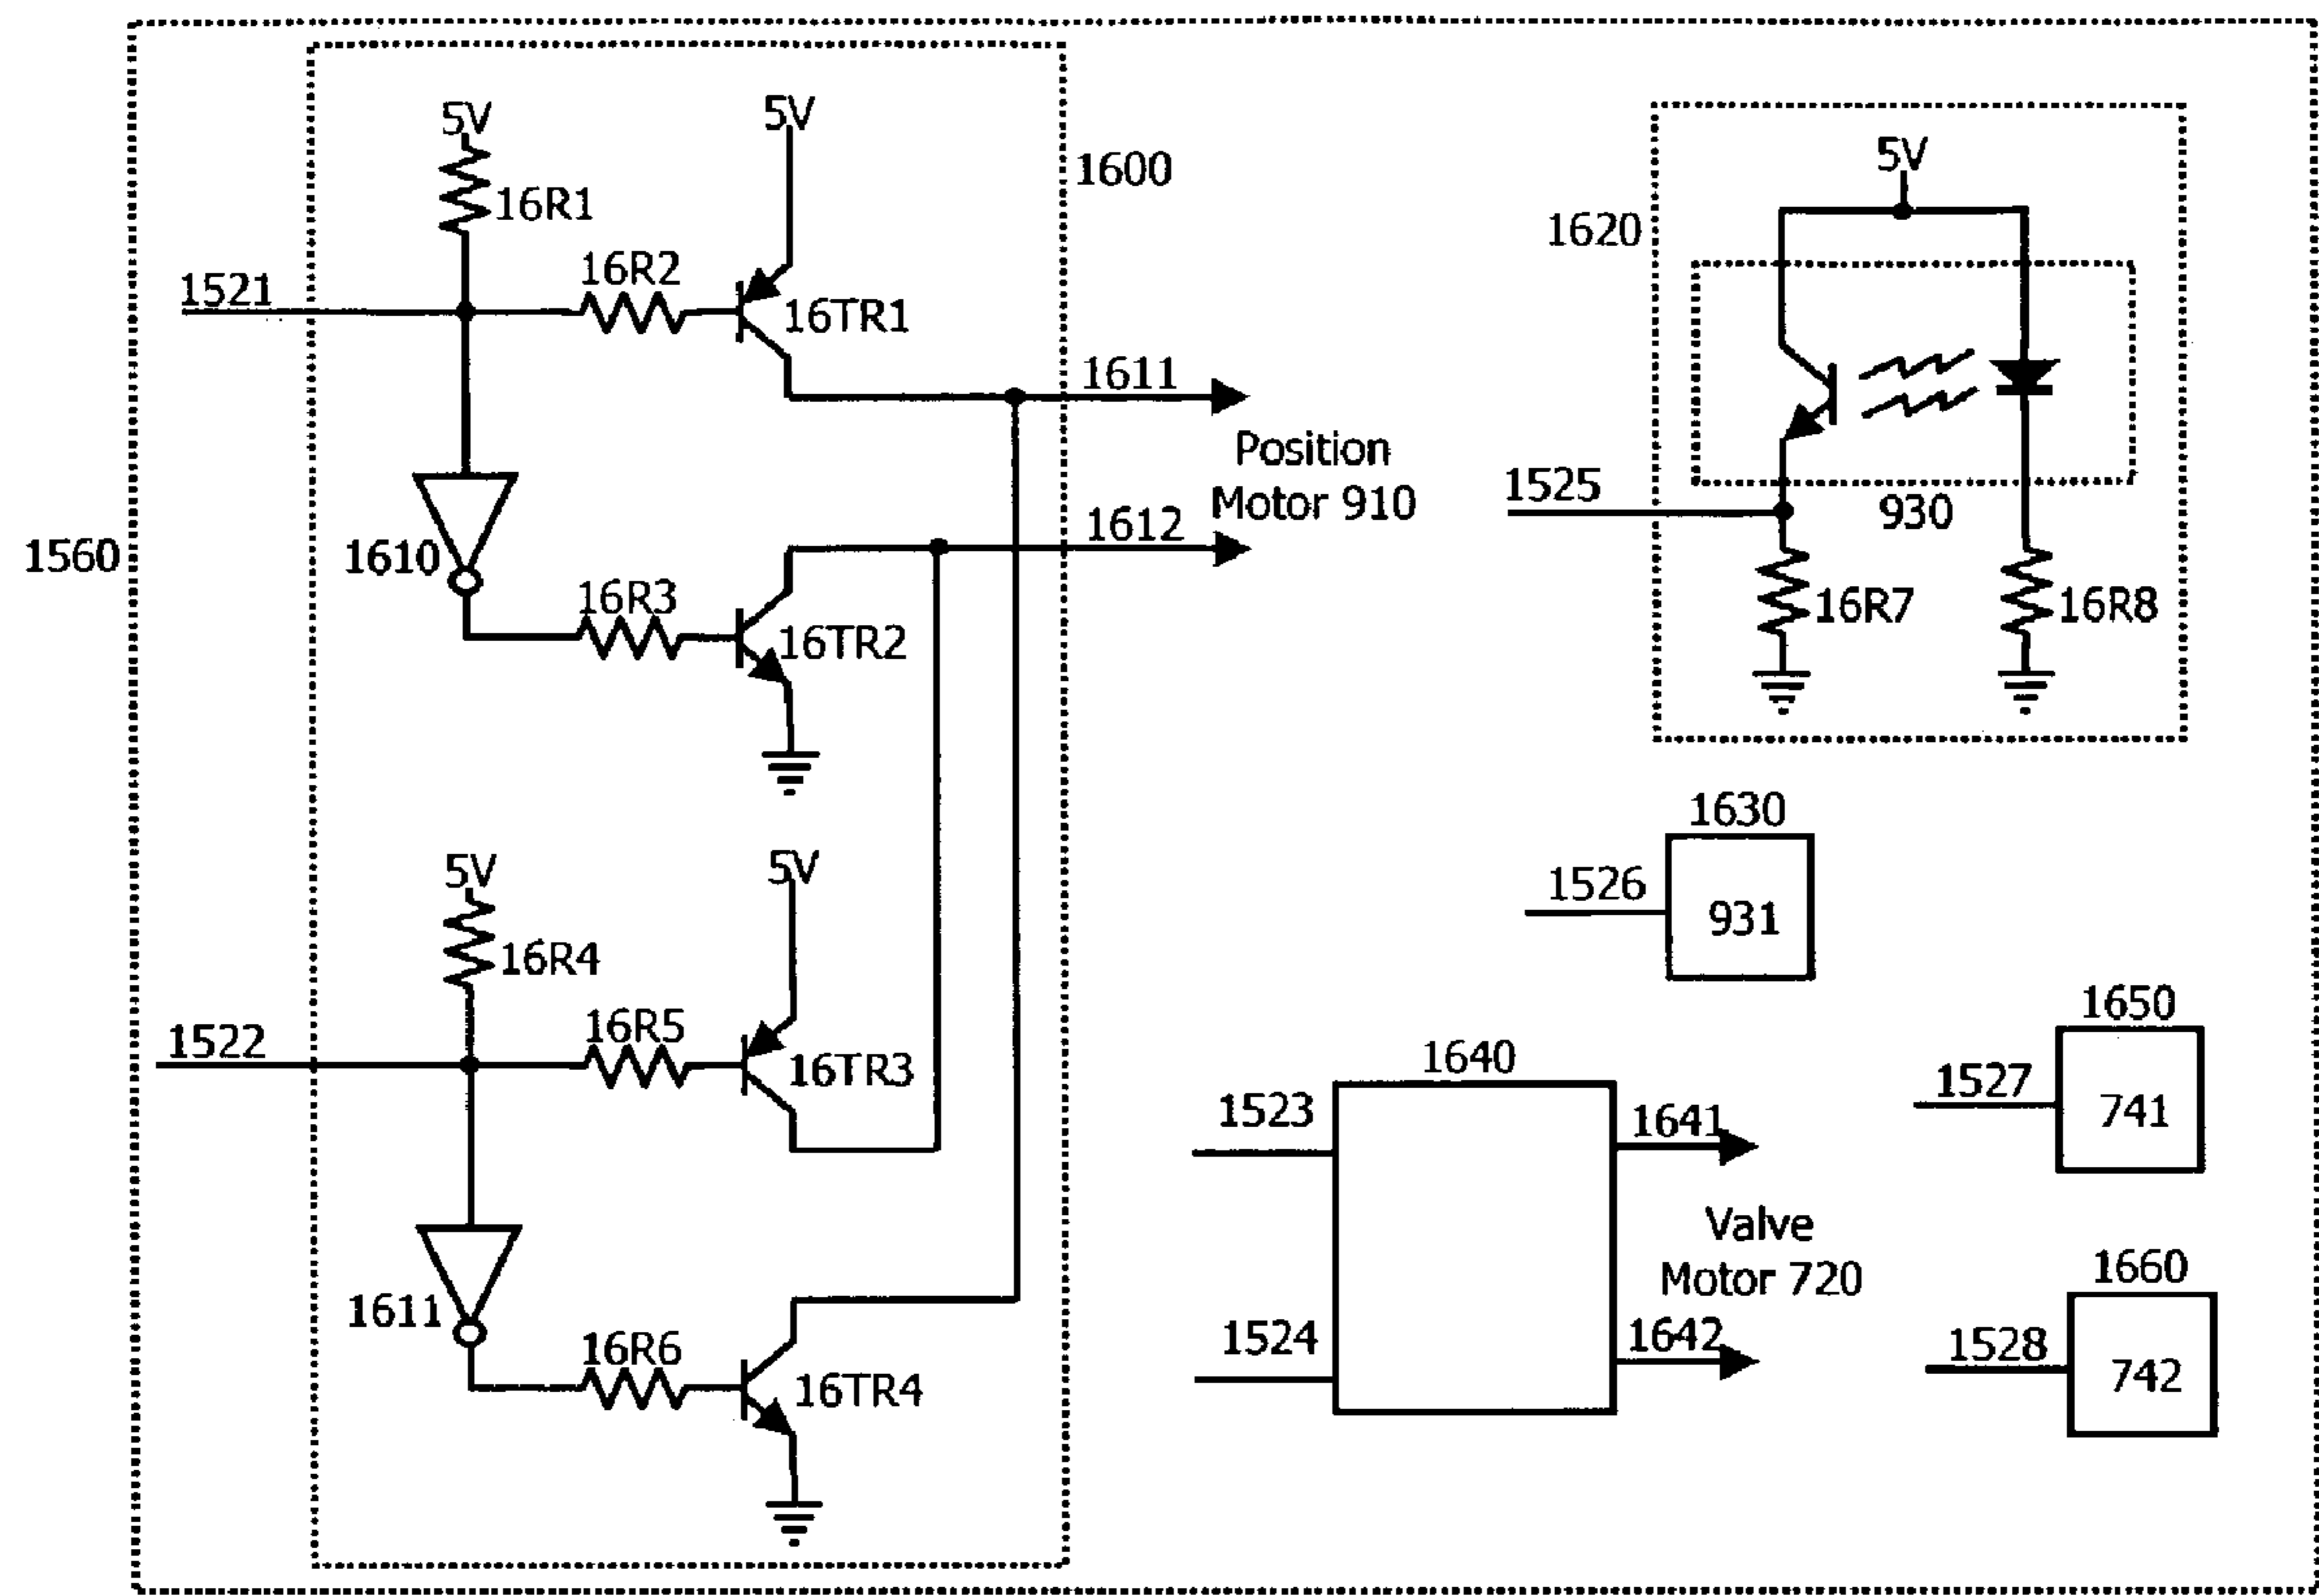 5V
5V
1600
16R1
1521
16R2
16TR1
1611
Position
Motor 910
1612
1560
1610
16R3
16TR2
5V
5V
16R4
1522
16R5
16TR3
1611
16R6
16TR4
5V
1620
1525
930
16R7
16R8
1630
1526
931
1640
1523
1524
1641
Valve
Motor 720
1642
1650
1527
741
1660
1528
742